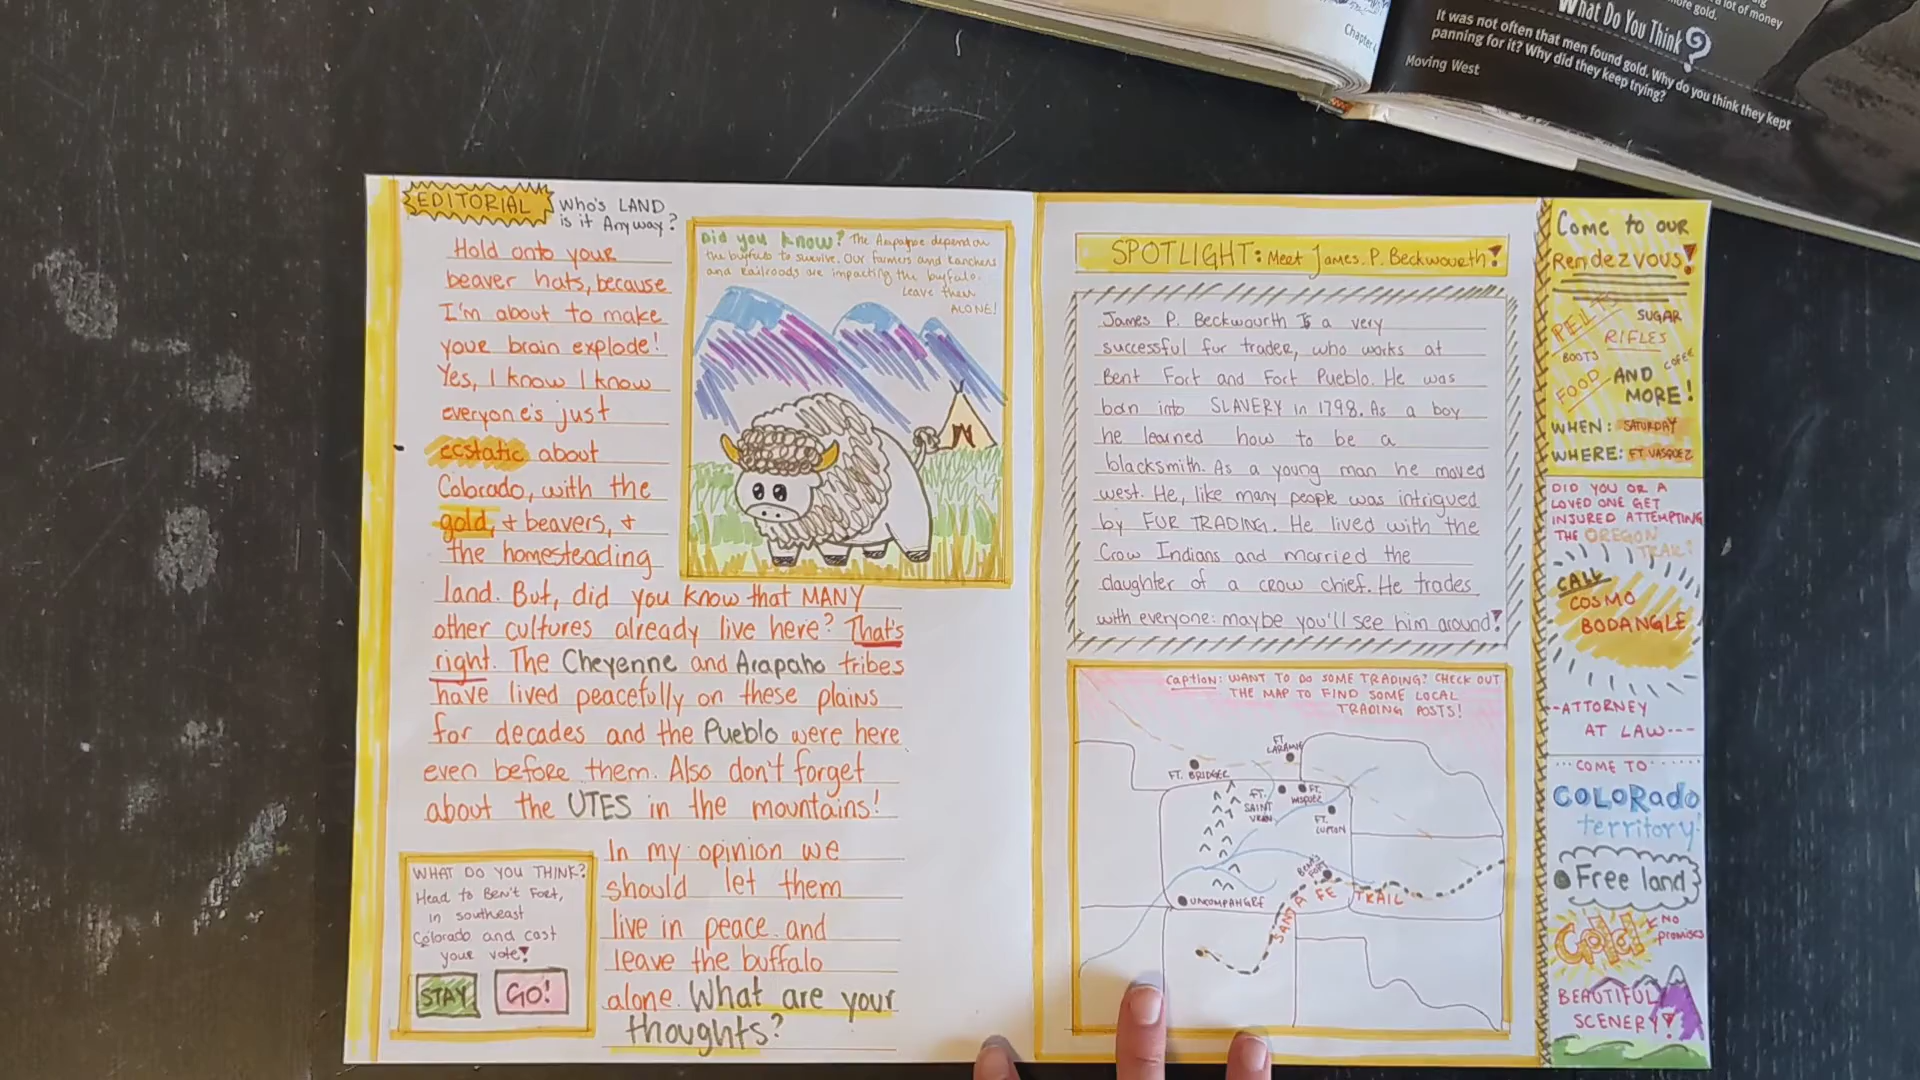 Chapter
lot of money
more gold.
What Do You Think?
It was not often that men found gold. Why do you think they kept
panning for it? Why did they keep trying?
Moving West
EDITORIAL
Who's LAND
is it Anyway?
Hold onto your
beaver hats, because
I'm about to make
your brain explode!
Yes, I know I know
everyone's just
ecstatic about
Colorado, with the
gold, & beavers, &
the homesteading
land. But, did you know that MANY
other cultures already live here? That's
right. The Cheyenne and Arapaho tribes
have lived peacefully on these plains
for decades and the Pueblo were here
even before them. Also don't forget
about the UTES in the mountains!
In my opinion we
should let them
live in peace and
leave the buffalo
alone. What are your
thoughts?
Did you know? The Arapahoe depend on
the buffalo to survive. Our farmers and Ranchers
and Railroads are impacting the buffalo.
Leave them
ALONE!
WHAT DO YOU THINK?
Head to Ben't Fort,
in southeast
Colorado and cast
your vote!
STAY
GO!
SPOTLIGHT: Meet James. P. Beckwourth!
James P. Beckwourth Is a very
successful fur trader, who works at
Bent Fort and Fort Pueblo. He was
born into SLAVERY in 1798. As a boy
he learned how to be a
blacksmith. As a young man he moved
west. He, like many people was intrigued
by FUR TRADING. He lived with the
Crow Indians and married the
daughter of a crow chief. He trades
with everyone: maybe you'll see him around!
Caption: WANT TO DO SOME TRADING? CHECK OUT
THE MAP TO FIND SOME LOCAL
TRADING POSTS!
FT.
LARAMIE
FT. BRIDGER
FT.
SAINT
VRAIN
FT.
VASQUEZ
FT.
LUPTON
BENT'S
FORT
UNCOMPAHGRE
SANTA FE TRAIL
Come to our
Rendezvous!
PELTS
SUGAR
RIFLES
BOOTS
COFEE
FOOD
AND
MORE!
WHEN: SATURDAY
WHERE: FT VASQUEZ
DID YOU OR A
LOVED ONE GET
INSURED ATTEMPTING
THE OREGON
TRAIL?
CALL
COSMO
BODANGLE
--ATTORNEY
AT LAW---
...COME TO......
COLORADO
territory!
Free land
Gold
NO
promises
BEAUTIFUL
SCENERY!